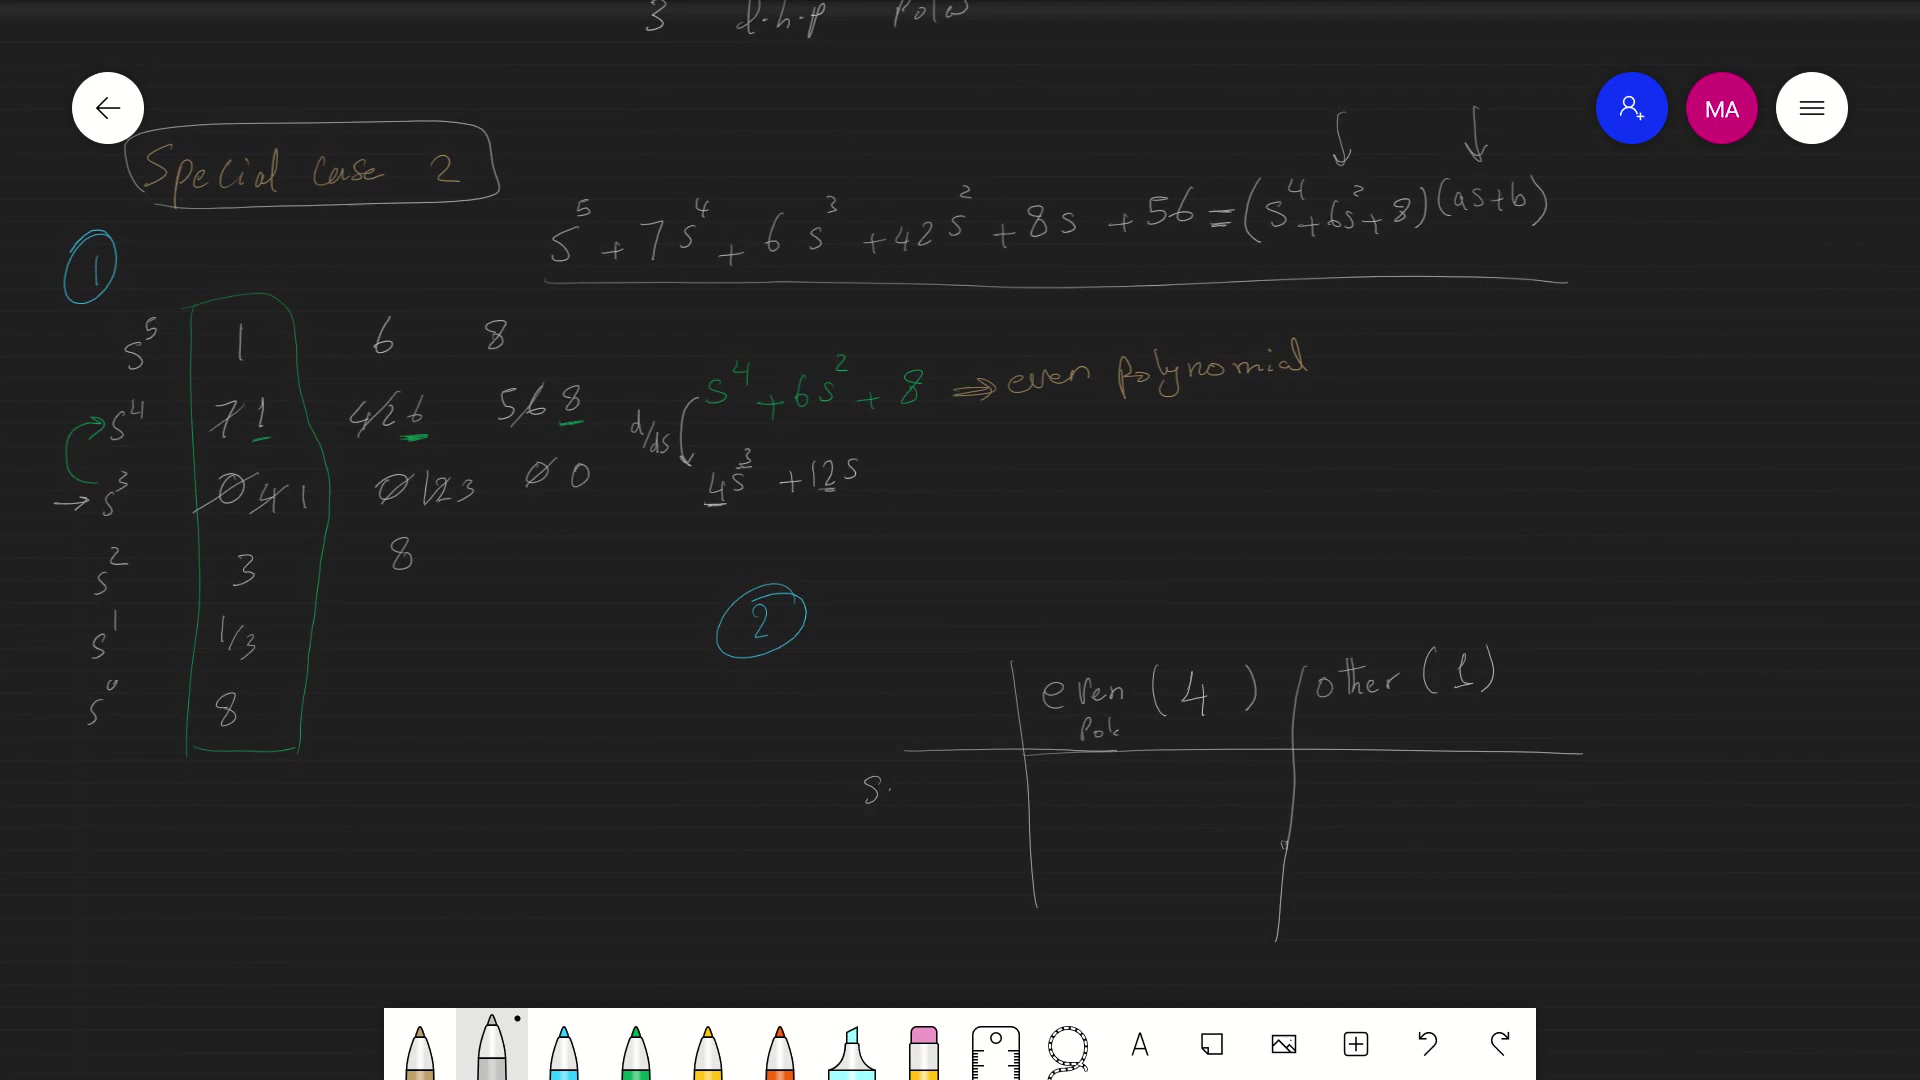 3 r.h.p Poles
MA
Special Case 2
s^5 + 7s^4 + 6s^3 + 42s^2 + 8s + 56 = (s^4 + 6s^2 + 8)(as+b)
1
s^5 1 6 8
s^4 7 1 42 6 56 8
s^3 0 4 1 0 12 3 0 0
s^2 3 8
s^1 1/3
s^0 8
s^4 + 6s^2 + 8 ⇒ even polynomial
d/ds
4s^3 + 12s
2
even (4) other (1)
Pol
s.
A